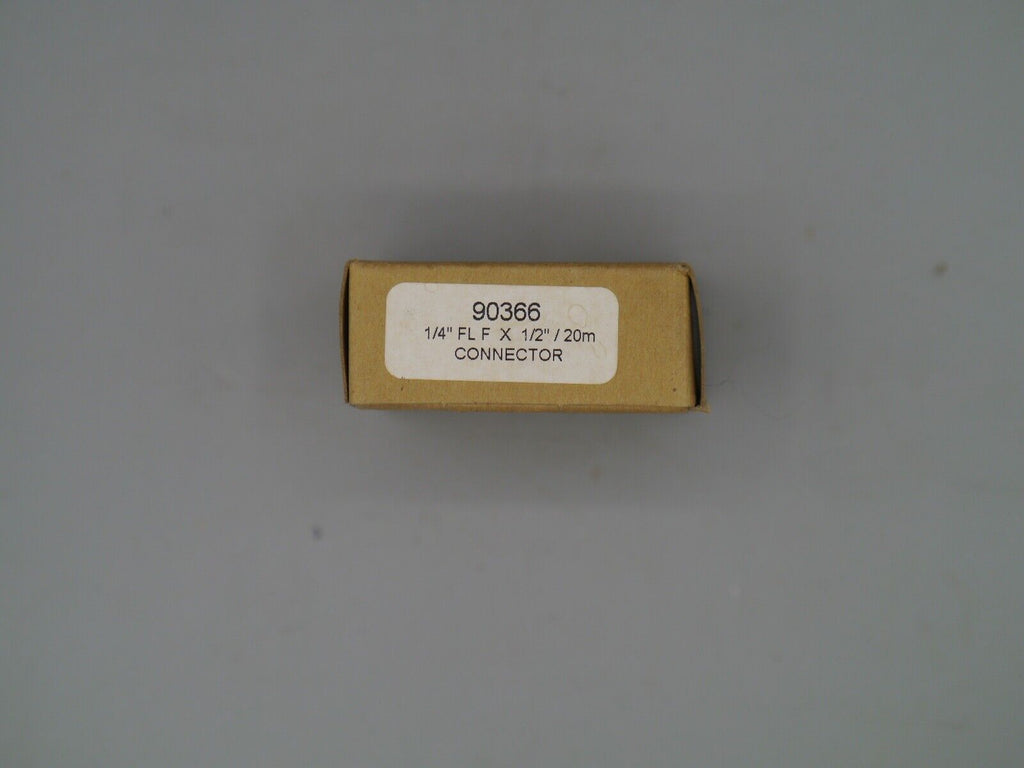 90366
1/4" FL F X 1/2" / 20m
CONNECTOR